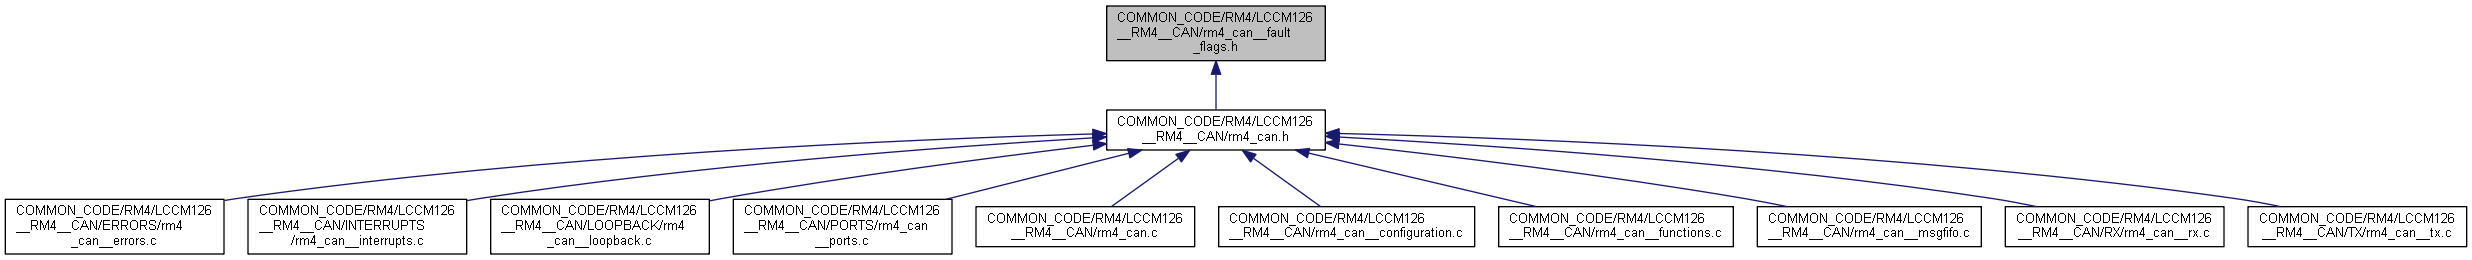 COMMON_CODE/RM4/LCCM126
__RM4__CAN/rm4_can__fault
_flags.h
COMMON_CODE/RM4/LCCM126
__RM4__CAN/rm4_can.h
COMMON_CODE/RM4/LCCM126
__RM4__CAN/ERRORS/rm4
_can__errors.c
COMMON_CODE/RM4/LCCM126
__RM4__CAN/INTERRUPTS
/rm4_can__interrupts.c
COMMON_CODE/RM4/LCCM126
__RM4__CAN/LOOPBACK/rm4
_can__loopback.c
COMMON_CODE/RM4/LCCM126
__RM4__CAN/PORTS/rm4_can
__ports.c
COMMON_CODE/RM4/LCCM126
__RM4__CAN/rm4_can.c
COMMON_CODE/RM4/LCCM126
__RM4__CAN/rm4_can__configuration.c
COMMON_CODE/RM4/LCCM126
__RM4__CAN/rm4_can__functions.c
COMMON_CODE/RM4/LCCM126
__RM4__CAN/rm4_can__msgfifo.c
COMMON_CODE/RM4/LCCM126
__RM4__CAN/RX/rm4_can__rx.c
COMMON_CODE/RM4/LCCM126
__RM4__CAN/TX/rm4_can__tx.c